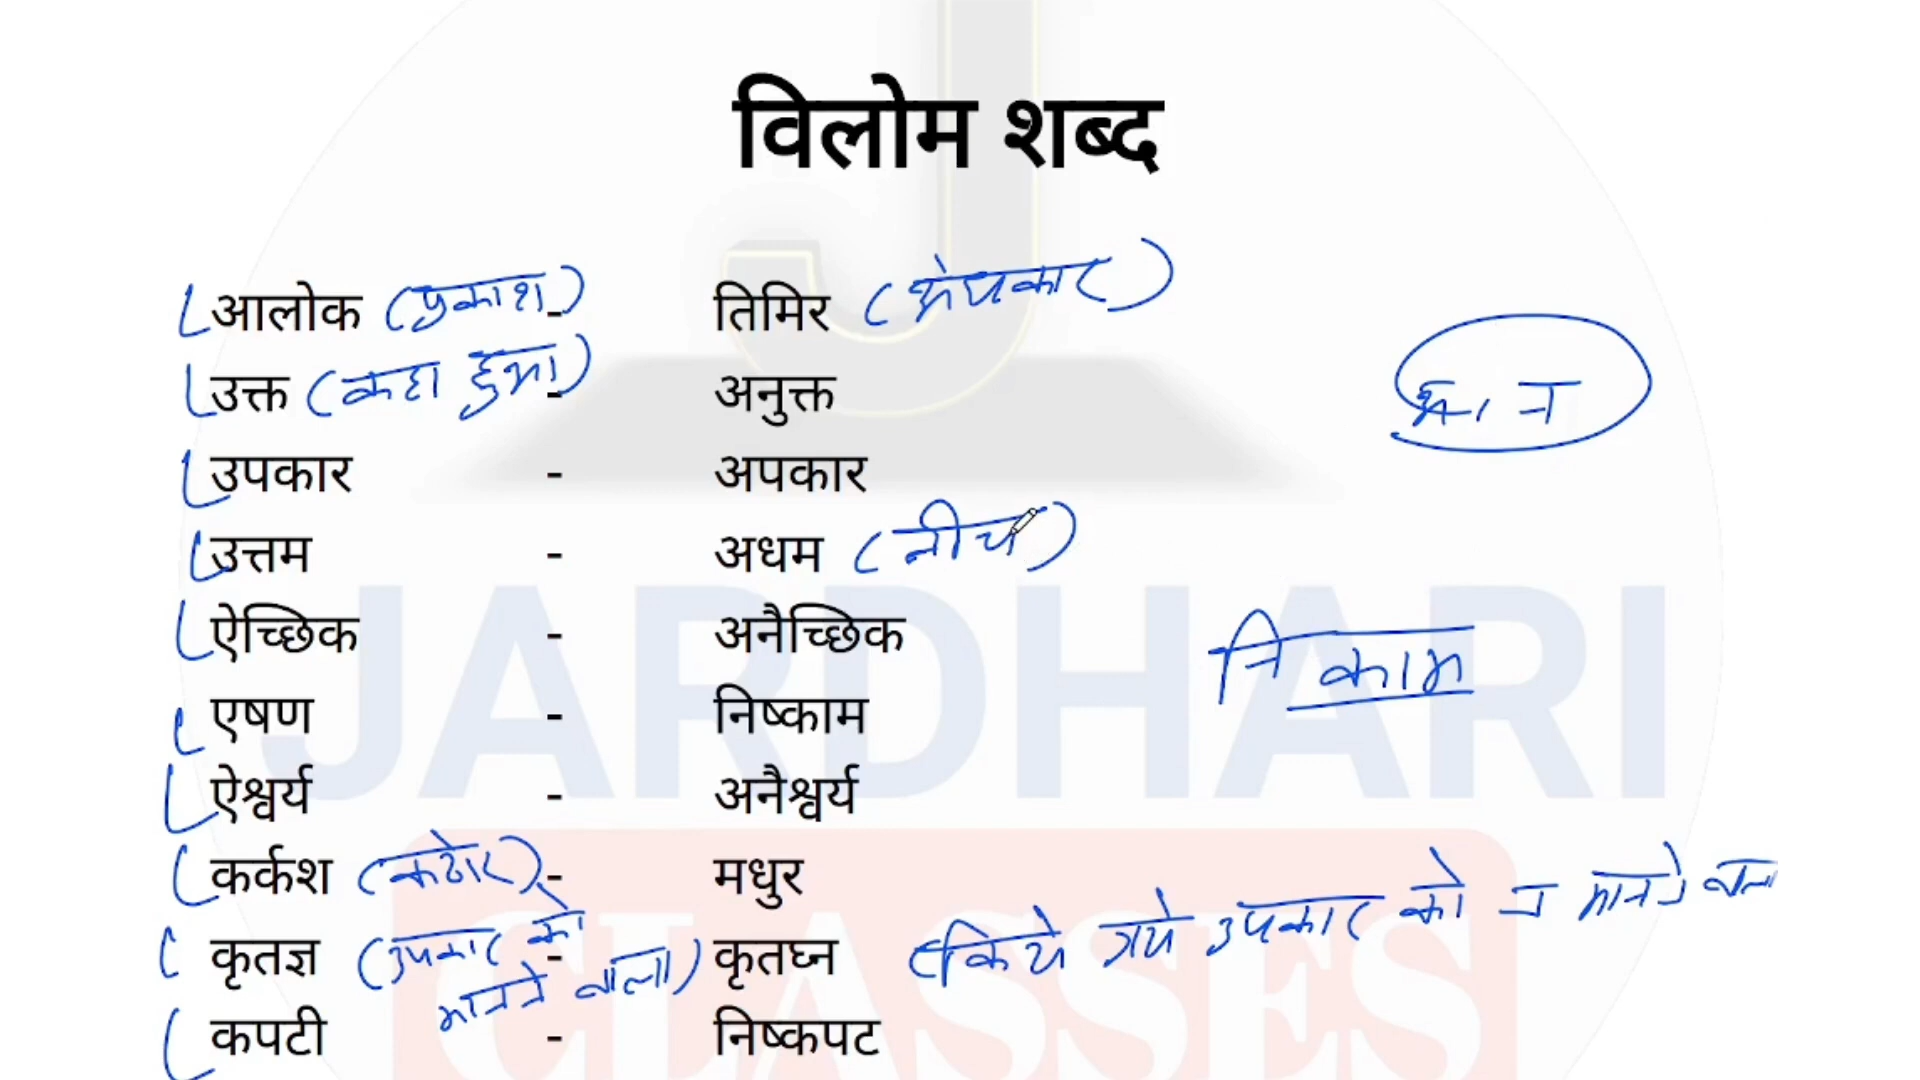 विलोम शब्द
आलोक (प्रकाश) - तिमिर (अंधकार)
उक्त (कहा हुआ) - अनुक्त
अ, न
उपकार - अपकार
उत्तम - अधम (नीच)
ऐच्छिक - अनैच्छिक
नि काम
एषण - निष्काम
ऐश्वर्य - अनैश्वर्य
कर्कश (कठोर) - मधुर
कृतज्ञ (उपकार को मानने वाला) - कृतघ्न (किये गये उपकार को न मानने वाला
कपटी - निष्कपट
JARDHARI
CLASSES